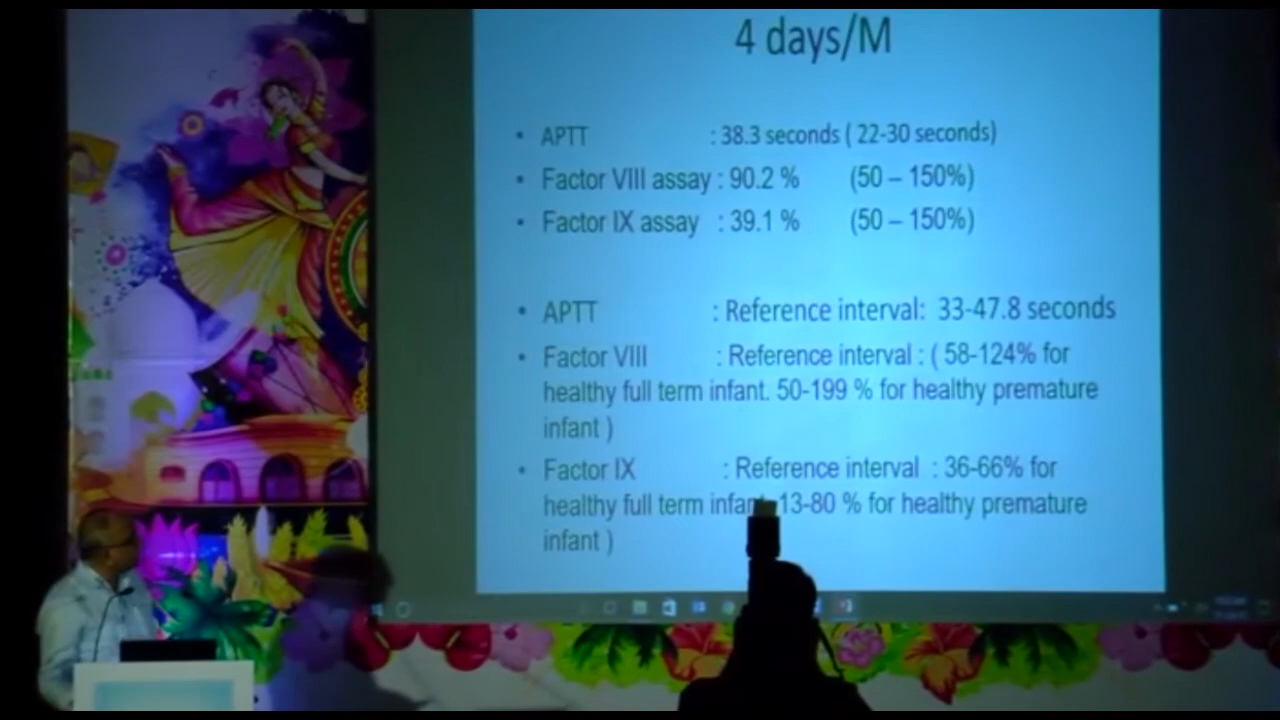 4 days/M
• APTT : 38.3 seconds ( 22-30 seconds)
• Factor VIII assay : 90.2 % (50 – 150%)
• Factor IX assay : 39.1 % (50 – 150%)
• APTT : Reference interval: 33-47.8 seconds
• Factor VIII : Reference interval : ( 58-124% for
healthy full term infant. 50-199 % for healthy premature
infant )
• Factor IX : Reference interval : 36-66% for
healthy full term 13-80 % for healthy premature
infant )